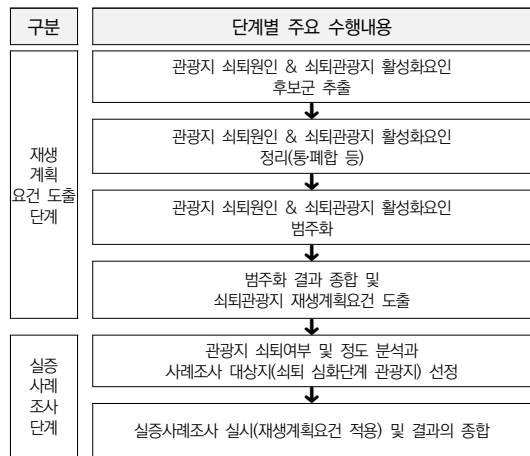 구분
단계별 주요 수행내용
재생
계획
요건 도출
단계
관광지 쇠퇴원인 & 쇠퇴관광지 활성화요인
후보군 추출
관광지 쇠퇴원인 & 쇠퇴관광지 활성화요인
정리(통·폐합 등)
관광지 쇠퇴원인 & 쇠퇴관광지 활성화요인
범주화
범주화 결과 종합 및
쇠퇴관광지 재생계획요건 도출
실증
사례
조사
단계
관광지 쇠퇴여부 및 정도 분석과
사례조사 대상지(쇠퇴 심화단계 관광지) 선정
실증사례조사 실시(재생계획요건 적용) 및 결과의 종합